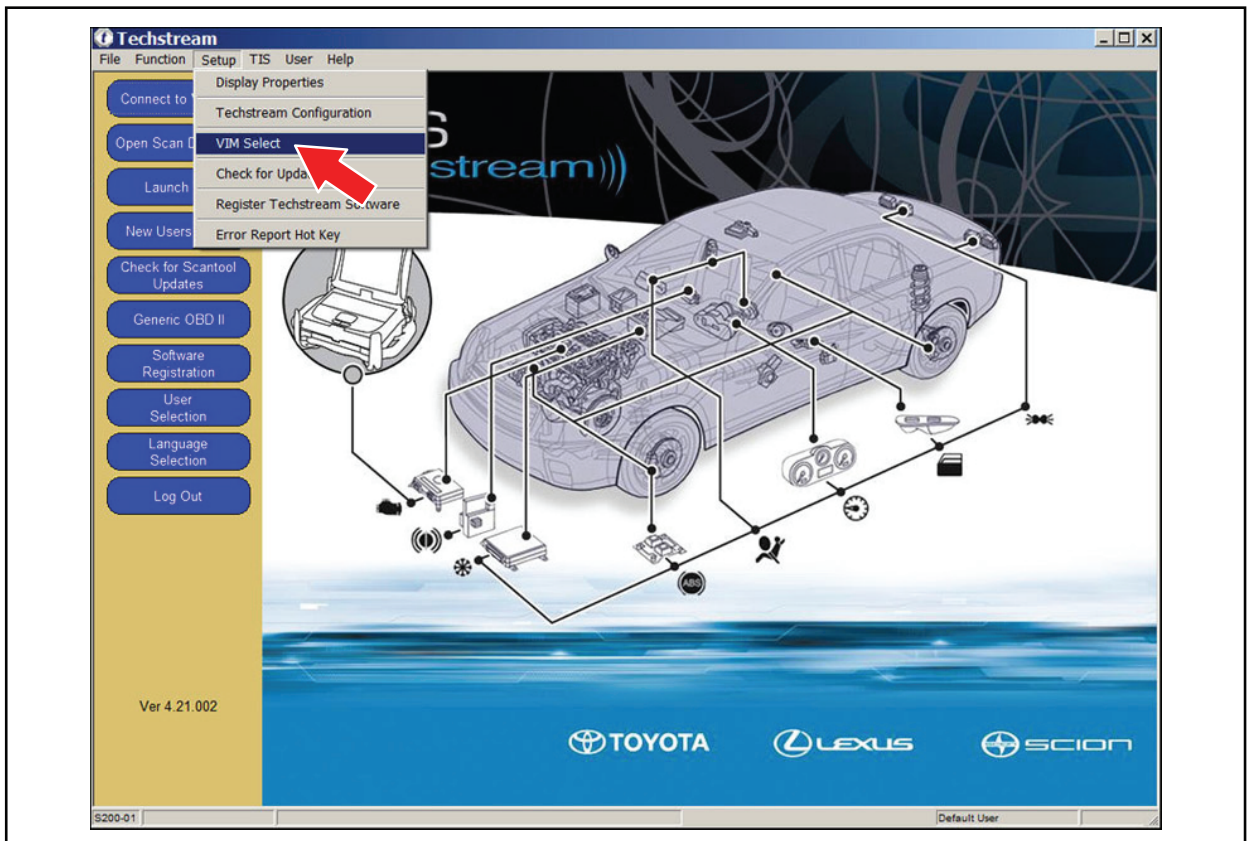 Techstream
File Function Setup TIS User Help
Display Properties
Techstream Configuration
VIM Select
Register Techstream Software
Error Report Hot Key
Connect to
Open Scan
Launch
New Users
Check for Scantool
Updates
Generic OBD II
Software
Registration
User
Selection
Language
Selection
Log Out
Ver 4.21.002
S
stream
Check for
ABS
TOYOTA
LEXUS
SCION
S200-01
Default User